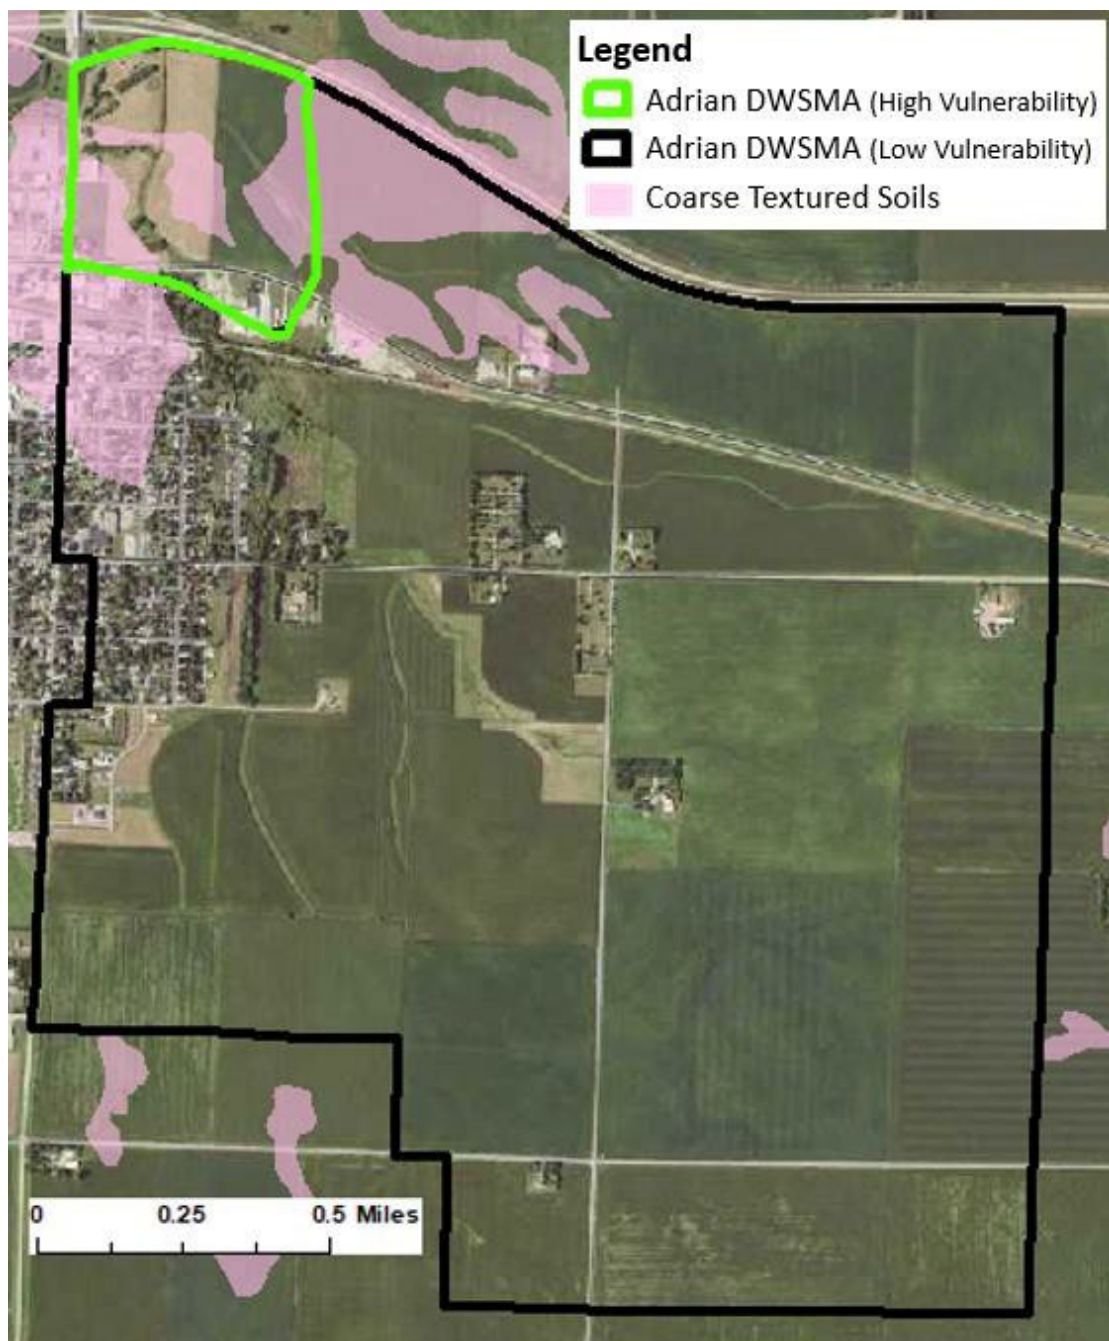 Legend
Adrian DWSMA (High Vulnerability)
Adrian DWSMA (Low Vulnerability)
Coarse Textured Soils
0 0.25 0.5 Miles